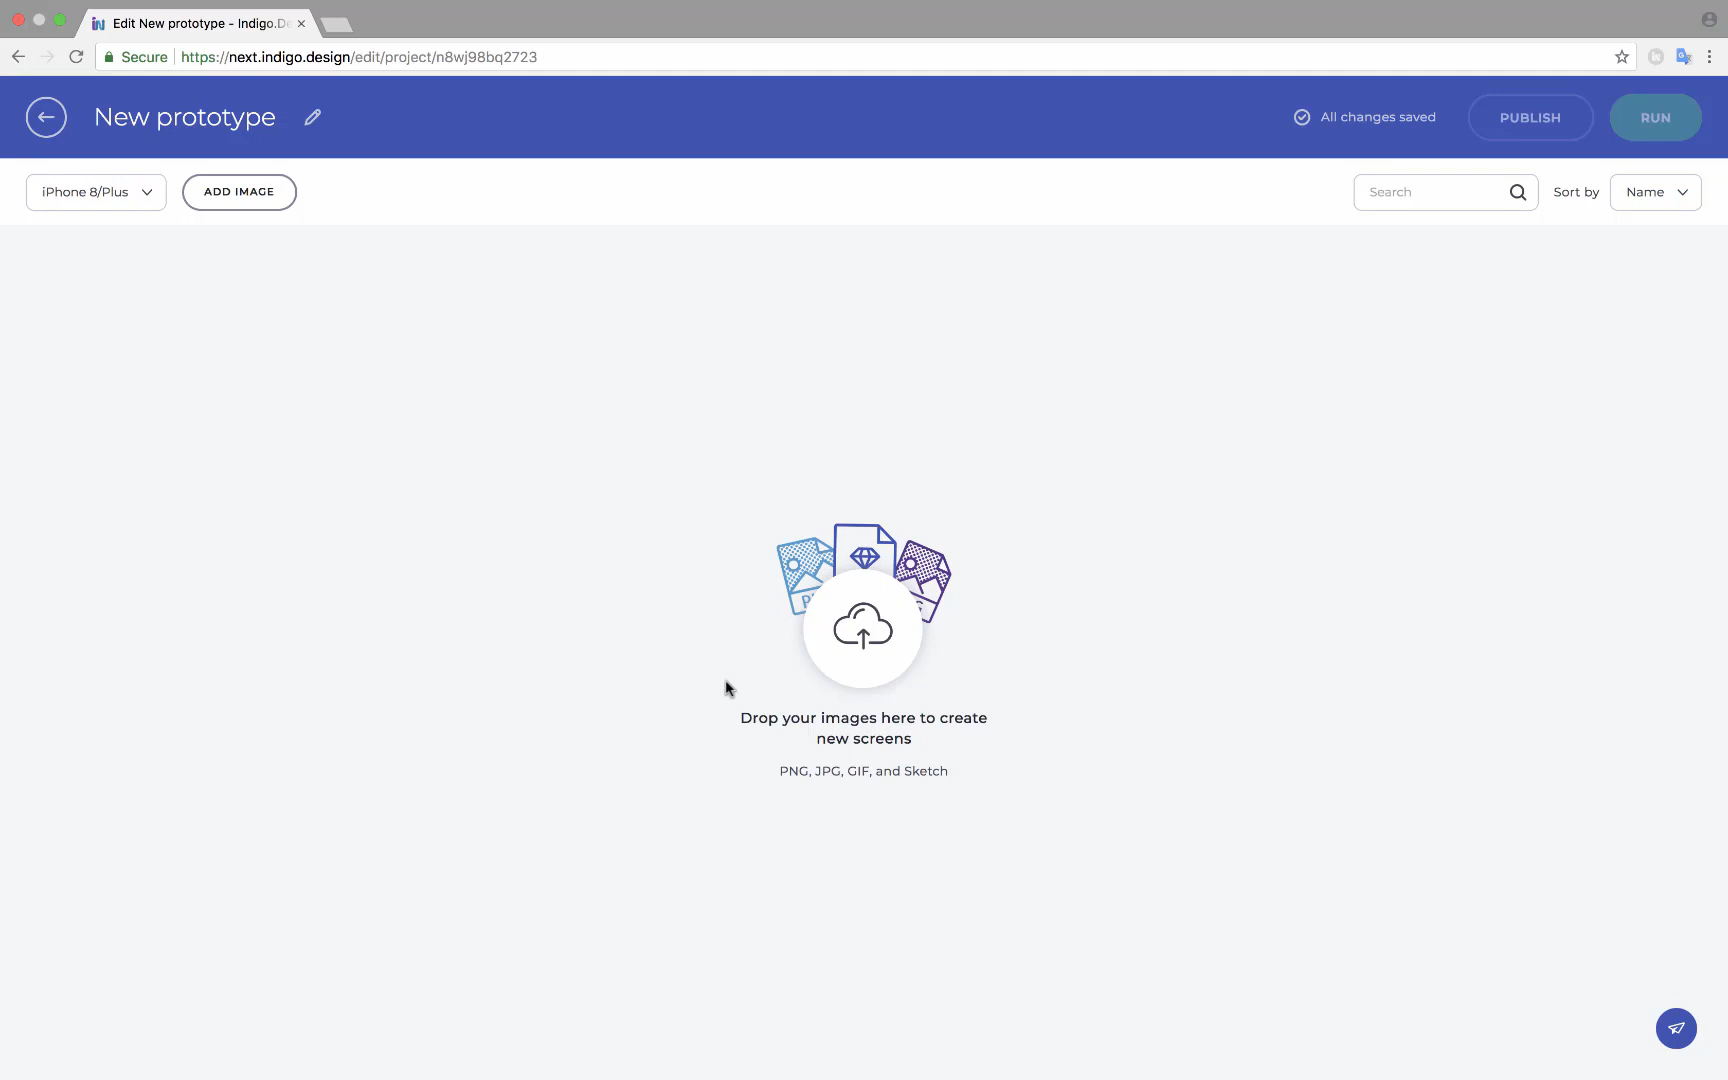 Edit New prototype - Indigo.De
Secure
https://next.indigo.design/edit/project/n8wj98bq2723
New prototype
All changes saved
PUBLISH
RUN
iPhone 8/Plus
ADD IMAGE
Search
Sort by
Name
Drop your images here to create
new screens
PNG, JPG, GIF, and Sketch